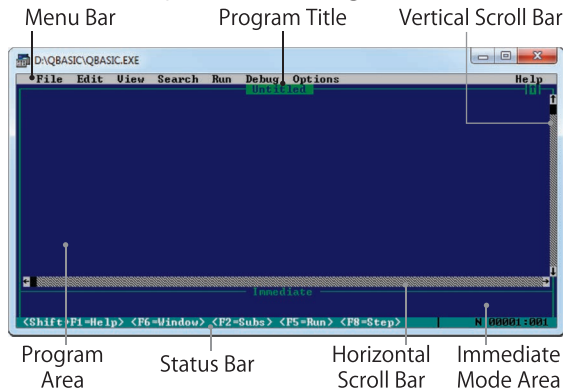 Menu Bar Program Title Vertical Scroll Bar
D:\QBASIC\QBASIC.EXE
File Edit View Search Run Debug Options Help
Untitled
Immediate
<Shift+F1=Help> <F6=Window> <F2=Subs> <F5=Run> <F8=Step> N 00001:001
Program Area
Status Bar
Horizontal Scroll Bar
Immediate Mode Area